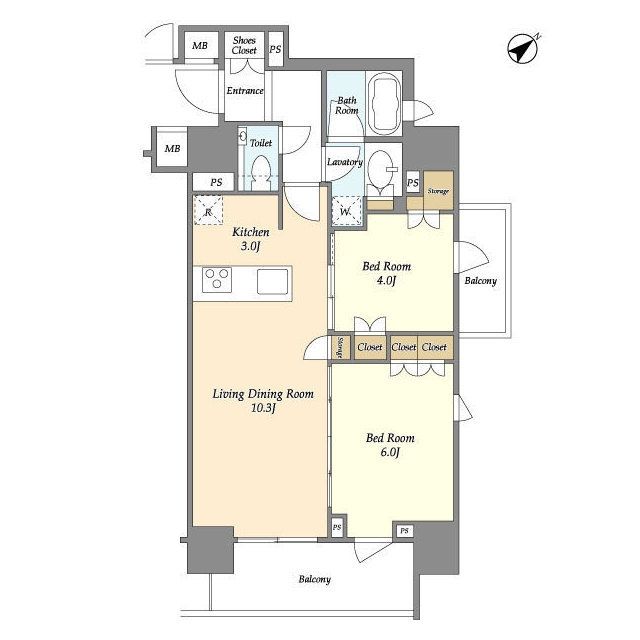 N
MB
Shoes
Closet
PS
Entrance
Bath
Room
MB
Toilet
Lavatory
PS
PS
Storage
R
W
Kitchen
3.0J
Bed Room
4.0J
Balcony
Storage
Closet
Closet
Closet
Living Dining Room
10.3J
Bed Room
6.0J
PS
PS
Balcony